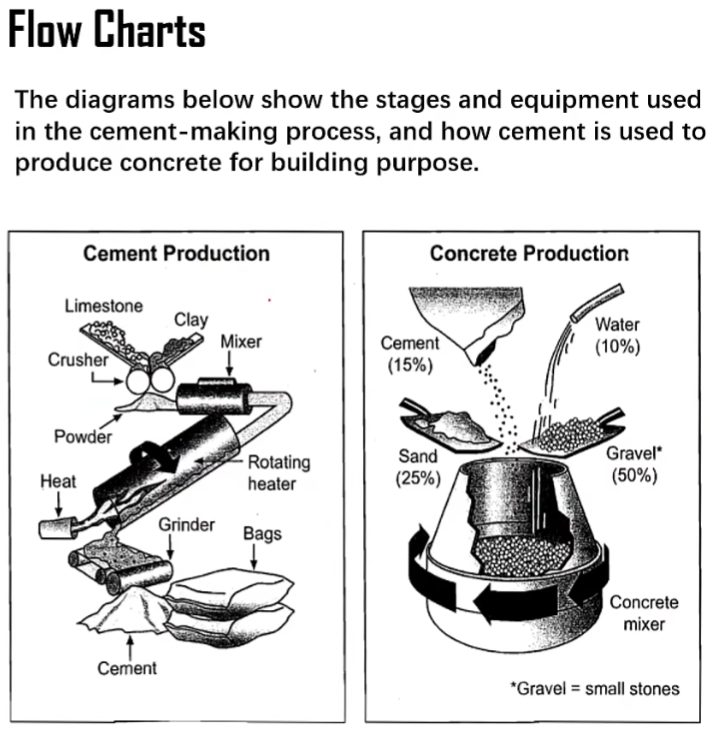 Flow Charts
The diagrams below show the stages and equipment used
in the cement-making process, and how cement is used to
produce concrete for building purpose.
Cement Production
Limestone
Clay
Mixer
Crusher
Powder
Rotating
heater
Heat
Grinder
Bags
Cement
Concrete Production
Water
(10%)
Cement
(15%)
Sand
(25%)
Gravel*
(50%)
Concrete
mixer
*Gravel = small stones